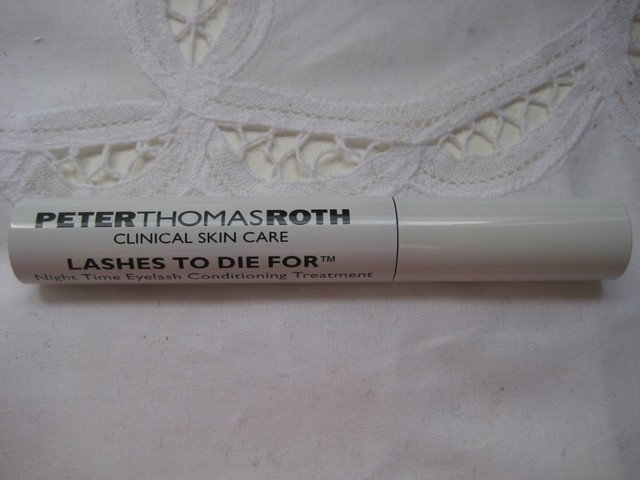 PETERTHOMASROTH
CLINICAL SKIN CARE
LASHES TO DIE FOR™
Night Time Eyelash Conditioning Treatment